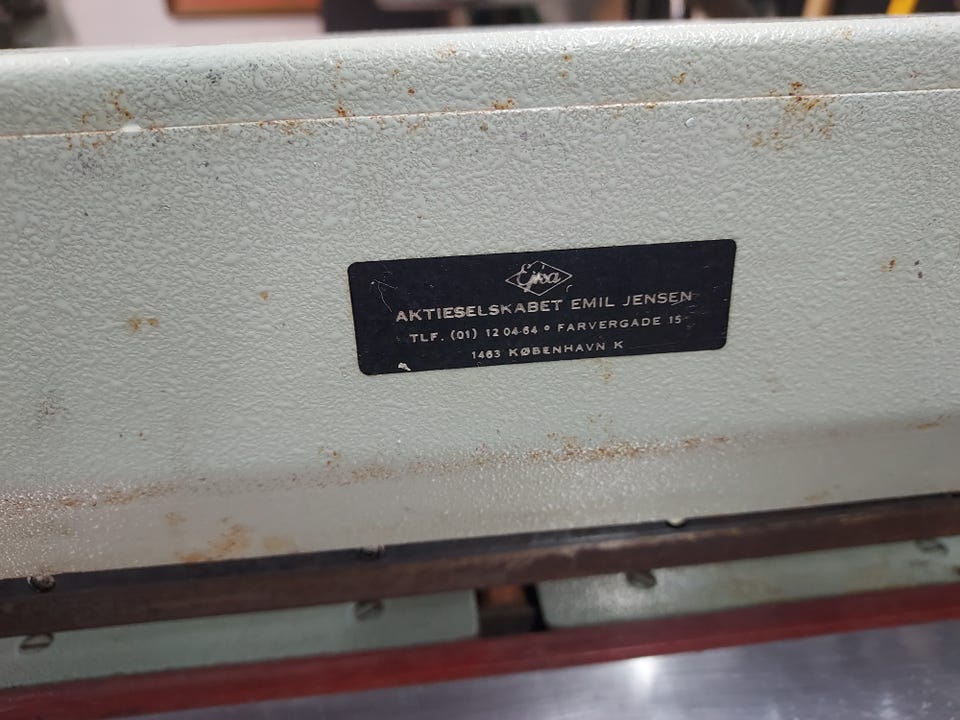 Ejsa
AKTIESELSKABET EMIL JENSEN
TLF. (01) 12 04 64 ° FARVERGADE 15
1463 KØBENHAVN K